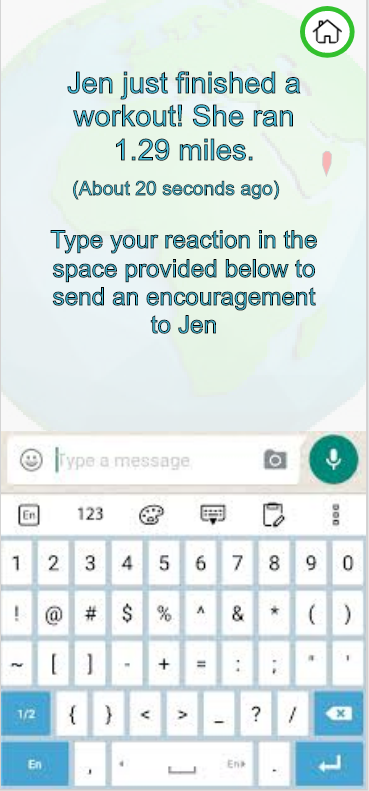 Jen just finished a
workout! She ran
1.29 miles.
(About 20 seconds ago)
Type your reaction in the
space provided below to
send an encouragement
to Jen
Type a message
En 123
1 2 3 4 5 6 7 8 9 0
! @ # $ % ^ & * ( )
~ [ ] - + = : ; " '
1/2 { } < > _ ? /
En , En .